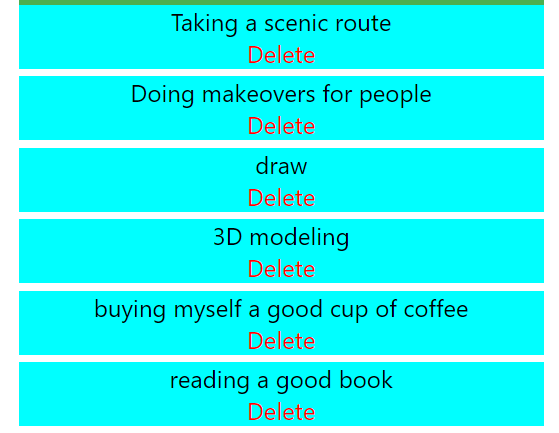 Taking a scenic route
Delete
Doing makeovers for people
Delete
draw
Delete
3D modeling
Delete
buying myself a good cup of coffee
Delete
reading a good book
Delete